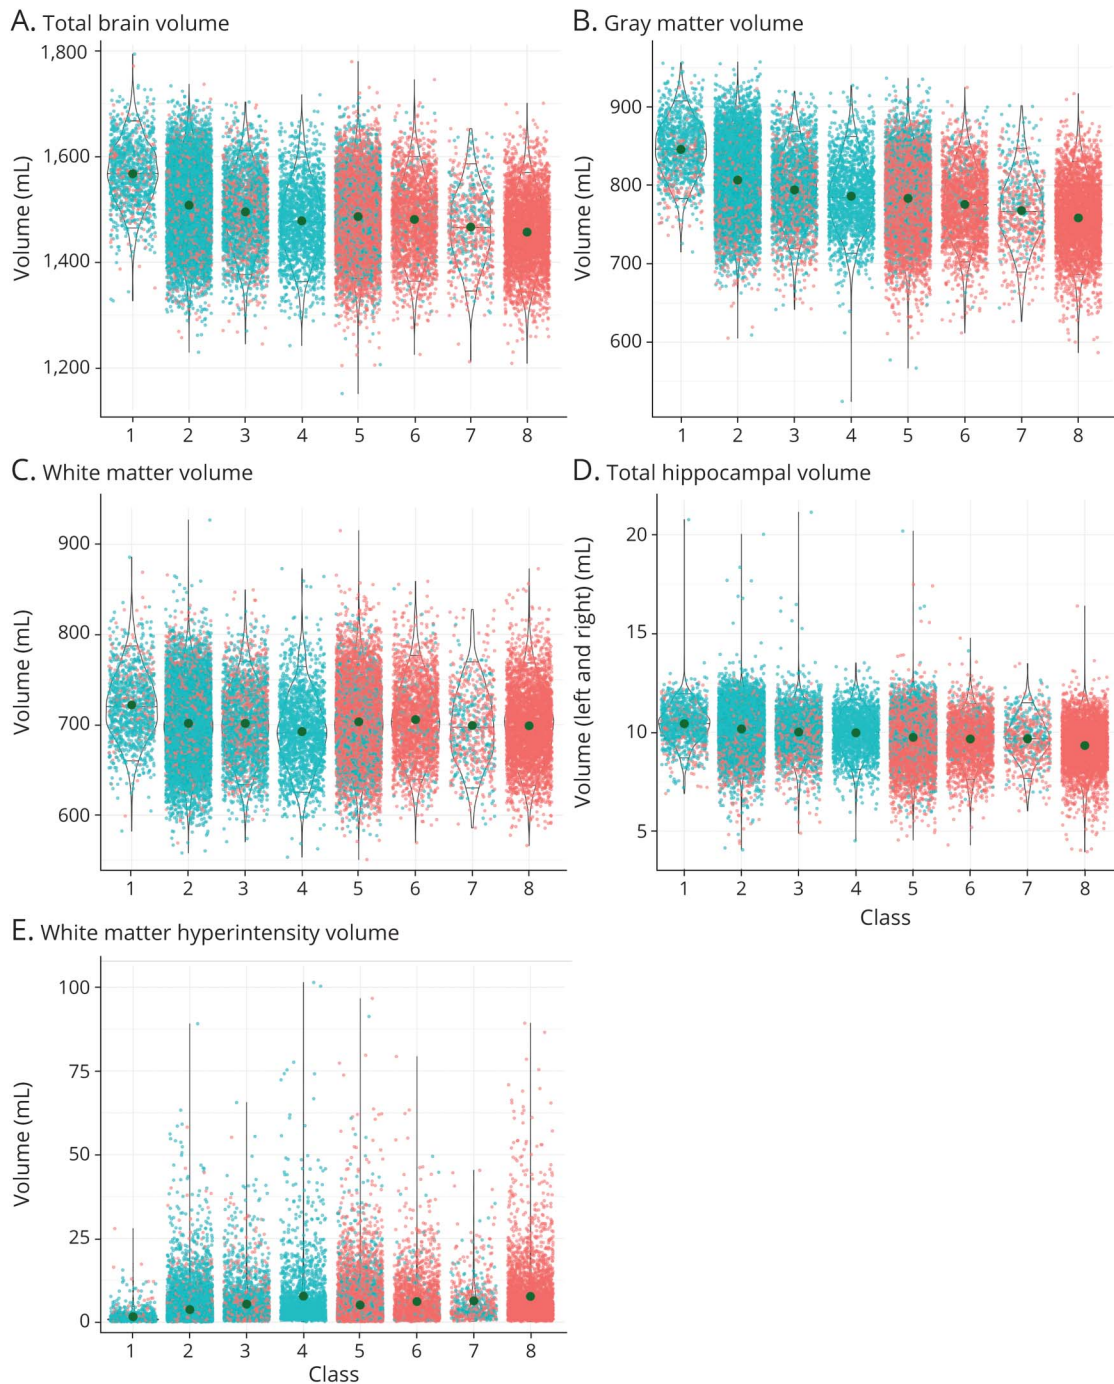 A. Total brain volume
1,800
1,600
1,400
1,200
Volume (mL)
1 2 3 4 5 6 7 8
B. Gray matter volume
900
800
700
600
Volume (mL)
1 2 3 4 5 6 7 8
C. White matter volume
900
800
700
600
Volume (mL)
1 2 3 4 5 6 7 8
D. Total hippocampal volume
20
15
10
5
Volume (left and right) (mL)
1 2 3 4 5 6 7 8
Class
E. White matter hyperintensity volume
100
75
50
25
0
Volume (mL)
1 2 3 4 5 6 7 8
Class